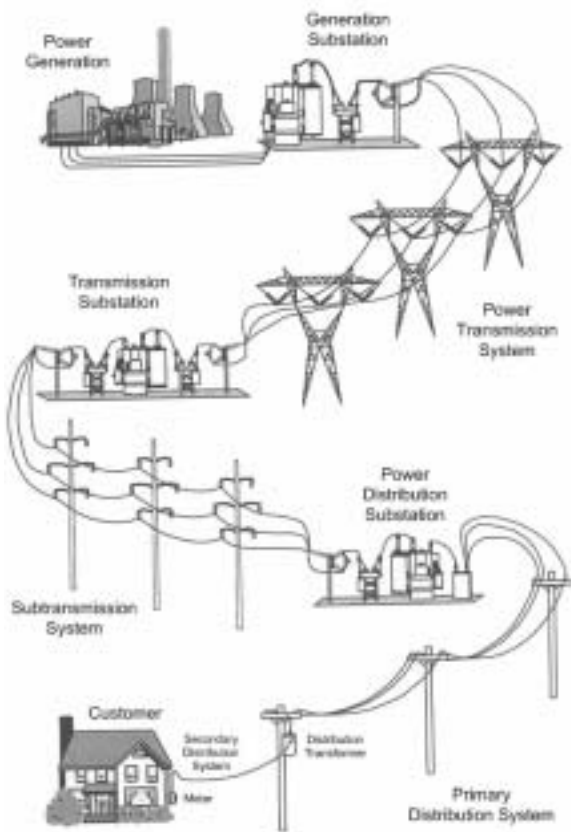 Power
Generation
Generation
Substation
Transmission
Substation
Power
Transmission
System
Power
Distribution
Substation
Subtransmission
System
Customer
Secondary
Distribution
System
Distribution
Transformer
Meter
Primary
Distribution System